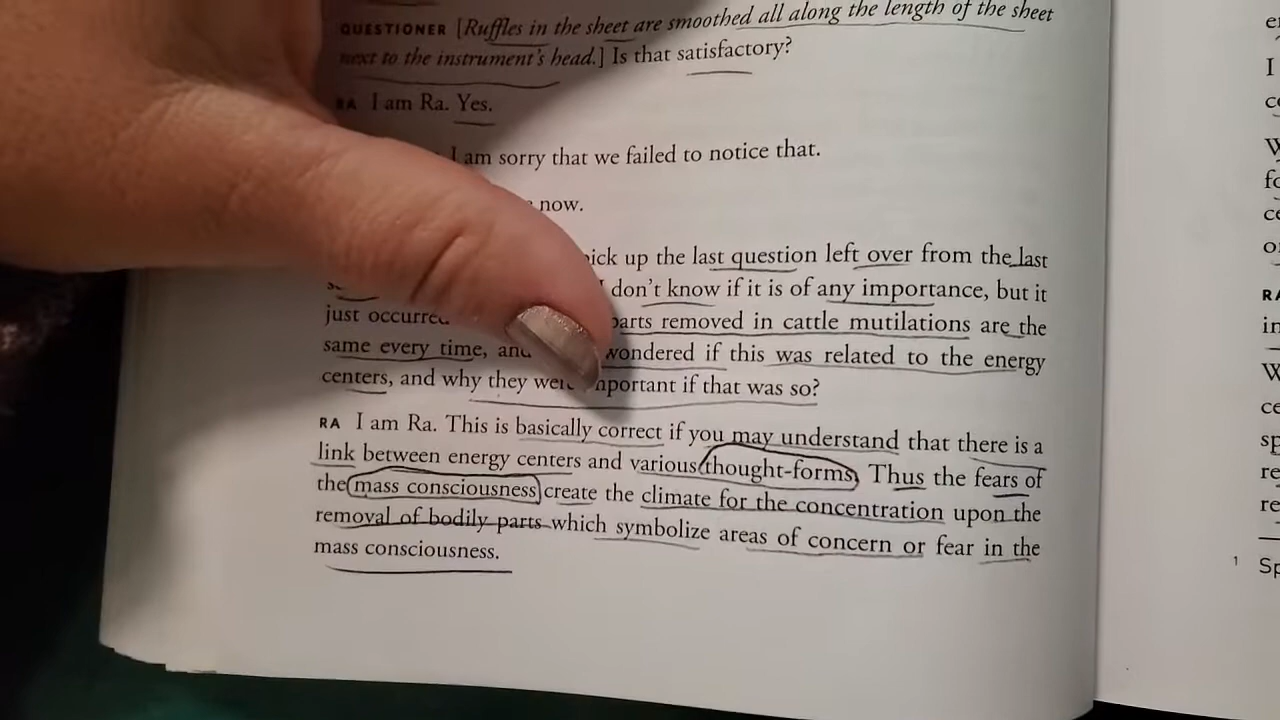 QUESTIONER [Ruffles in the sheet are smoothed all along the length of the sheet
next to the instrument's head.] Is that satisfactory?
RA I am Ra. Yes.
I am sorry that we failed to notice that.
now.
pick up the last question left over from the last
don't know if it is of any importance, but it
just occurred parts removed in cattle mutilations are the
same every time, and wondered if this was related to the energy
centers, and why they were important if that was so?
RA I am Ra. This is basically correct if you may understand that there is a
link between energy centers and various thought-forms. Thus the fears of
the mass consciousness create the climate for the concentration upon the
removal of bodily parts which symbolize areas of concern or fear in the
mass consciousness.
I
RA
in
1 Sp